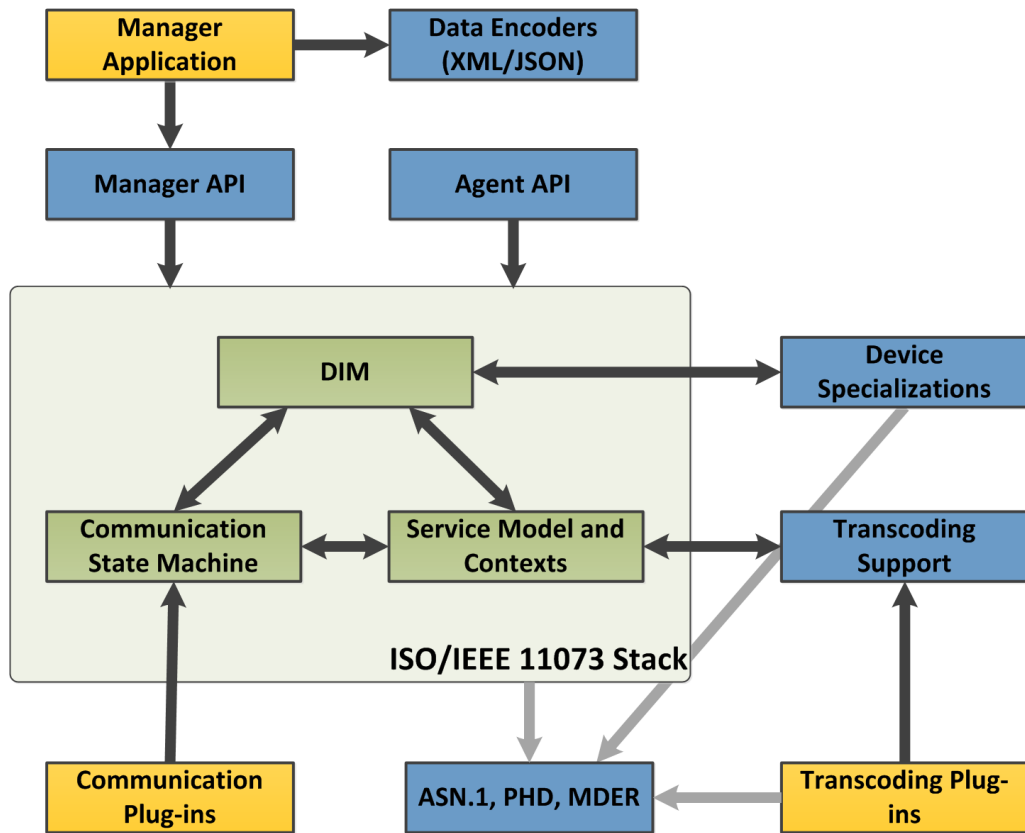 Manager
Application
Data Encoders
(XML/JSON)
Manager API
Agent API
DIM
Device
Specializations
Communication
State Machine
Service Model and
Contexts
Transcoding
Support
ISO/IEEE 11073 Stack
Communication
Plug-ins
ASN.1, PHD, MDER
Transcoding Plug-
ins